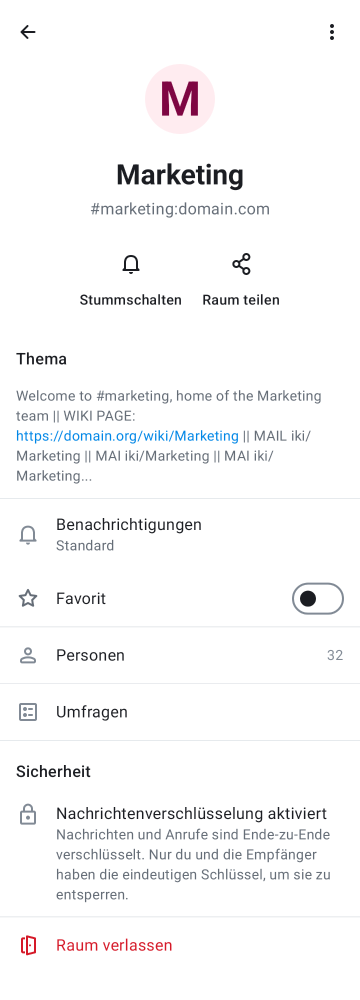 M
Marketing
#marketing:domain.com
Stummschalten
Raum teilen
Thema
Welcome to #marketing, home of the Marketing
team || WIKI PAGE:
https://domain.org/wiki/Marketing || MAIL iki/
Marketing || MAI iki/Marketing || MAI iki/
Marketing...
Benachrichtigungen
Standard
Favorit
Personen 32
Umfragen
Sicherheit
Nachrichtenverschlüsselung aktiviert
Nachrichten und Anrufe sind Ende-zu-Ende
verschlüsselt. Nur du und die Empfänger
haben die eindeutigen Schlüssel, um sie zu
entsperren.
Raum verlassen